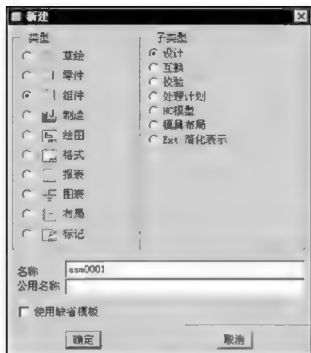 新建
类型
草绘
零件
组件
制造
绘图
格式
报表
图表
布局
标记
子类型
设计
互换
校验
处理计划
NC模型
模具布局
Ext 简化表示
名称 asm0001
公用名称
使用缺省模板
确定 取消